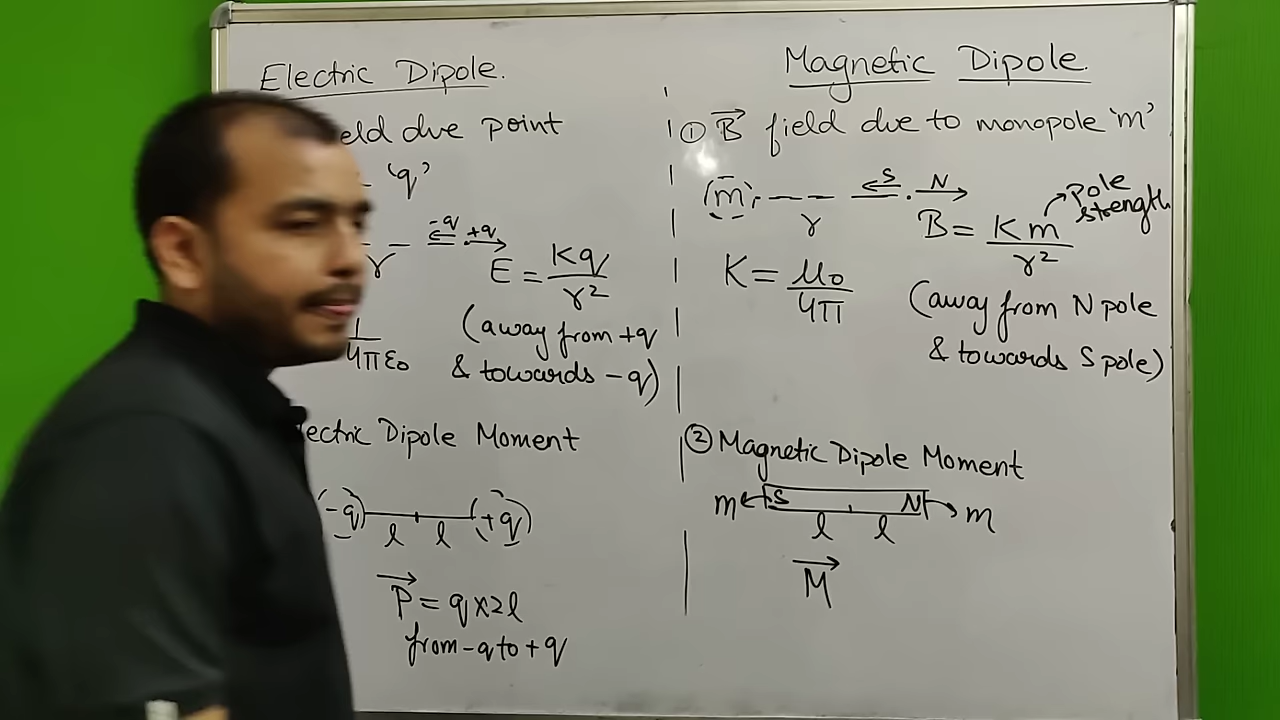 Electric Dipole.
eld due point
'q'
r
-q +q
E = Kq/r²
1/4πε₀
(away from +q
& towards -q)
ectric Dipole Moment
(-q) l l (+q)
P⃗ = q×2l
from -q to +q
Magnetic Dipole.
① B⃗ field due to monopole 'm'
(m) r
S N
B = Km/r²
Pole
strength
K = μ₀/4π
(away from N pole
& towards S pole)
② Magnetic Dipole Moment
m S N m
l l
M⃗